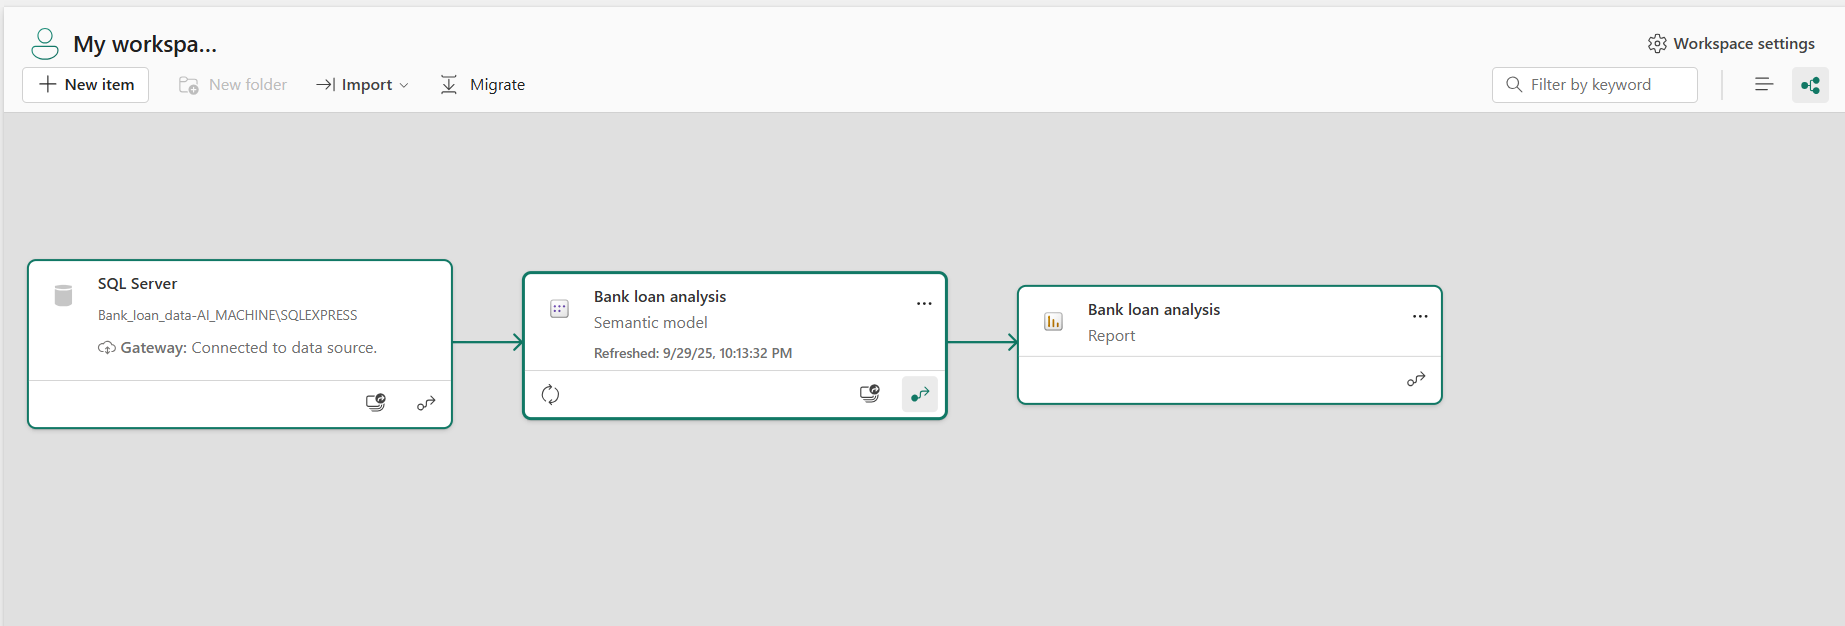 My workspa...
Workspace settings
New item
New folder
Import
Migrate
Filter by keyword
SQL Server
Bank_loan_data-AI_MACHINE\SQLEXPRESS
Gateway: Connected to data source.
Bank loan analysis
Semantic model
Refreshed: 9/29/25, 10:13:32 PM
Bank loan analysis
Report